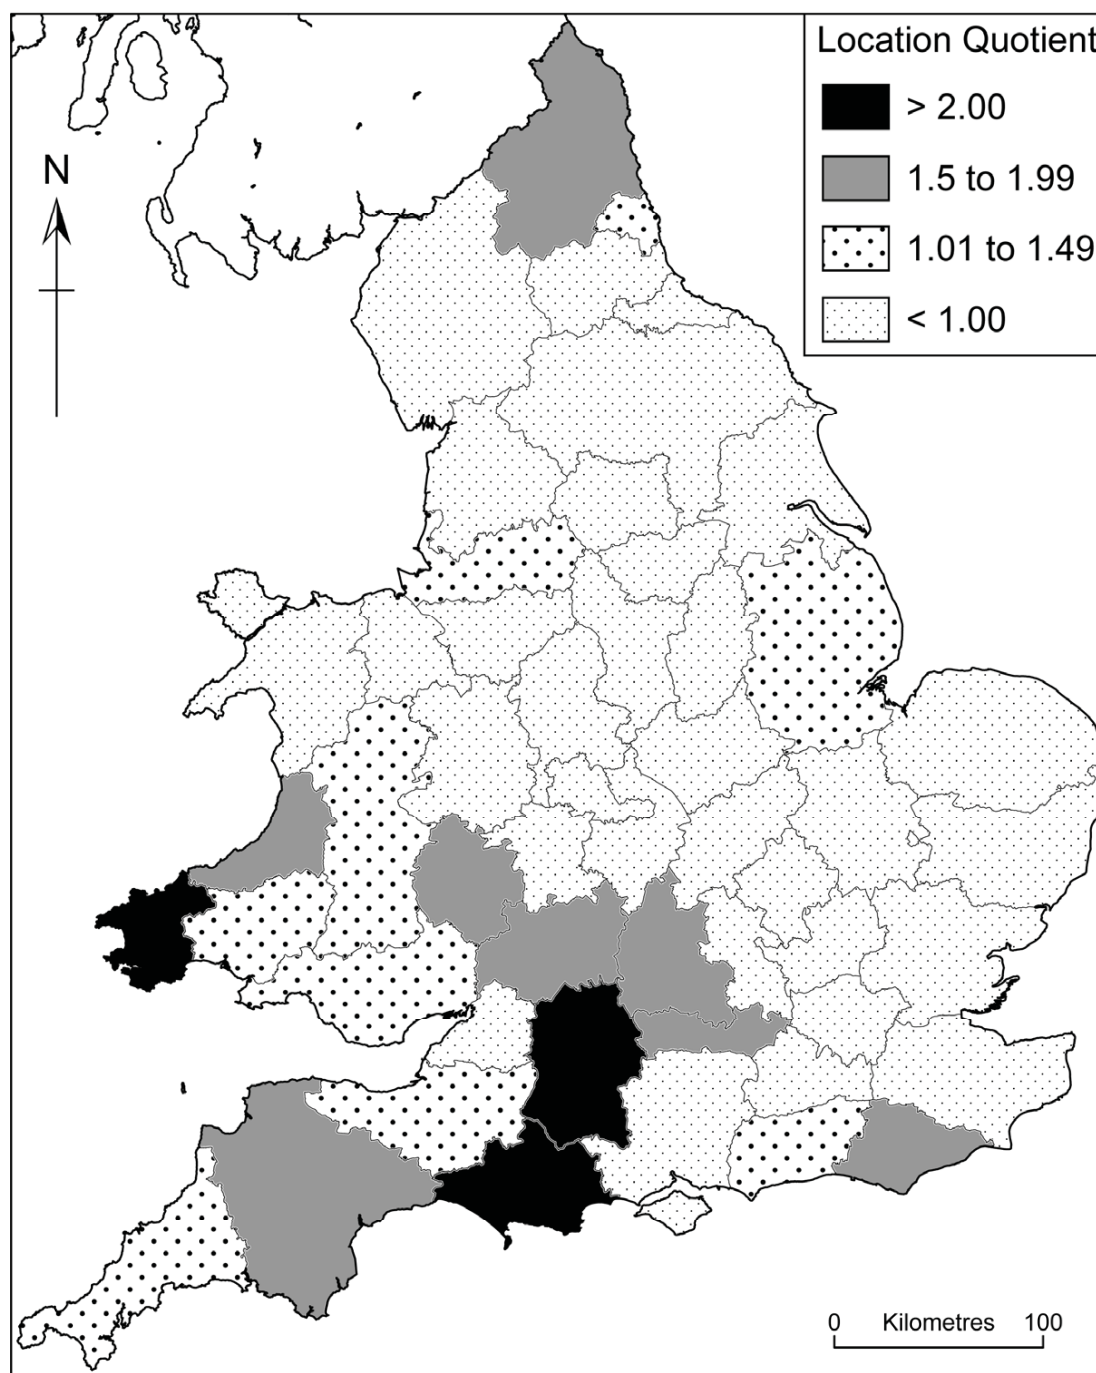 Location Quotient
> 2.00
1.5 to 1.99
1.01 to 1.49
< 1.00
N
0 Kilometres 100